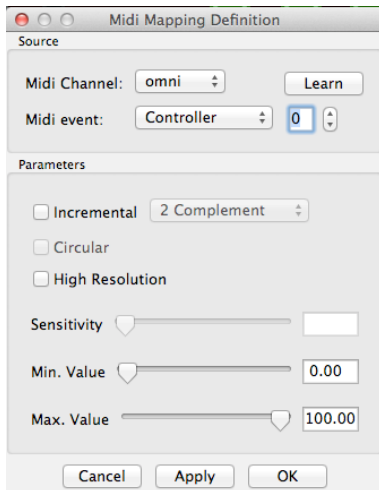 Midi Mapping Definition
Source
Midi Channel: omni Learn
Midi event: Controller 0
Parameters
Incremental 2 Complement
Circular
High Resolution
Sensitivity
Min. Value 0.00
Max. Value 100.00
Cancel Apply OK